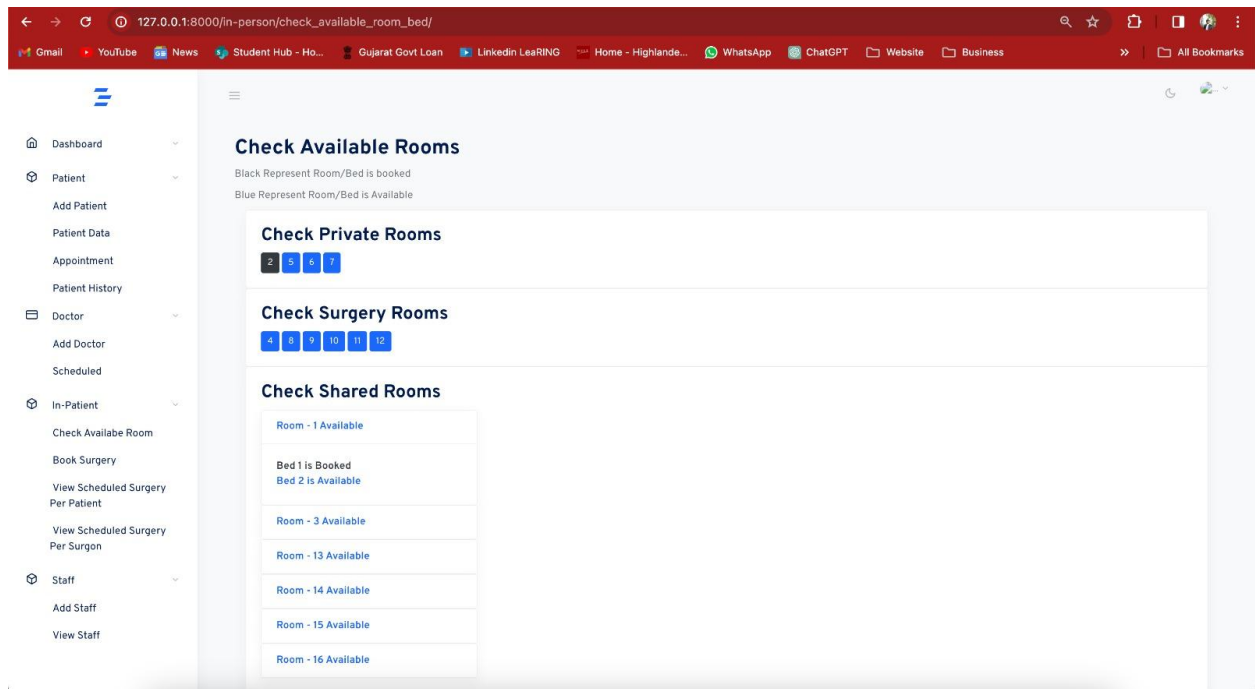 127.0.0.1:8000/in-person/check_available_room_bed/
Gmail YouTube News Student Hub - Ho... Gujarat Govt Loan Linkedin LeaRING Home - Highlande... WhatsApp ChatGPT Website Business » All Bookmarks
Dashboard
Patient
Add Patient
Patient Data
Appointment
Patient History
Doctor
Add Doctor
Scheduled
In-Patient
Check Availabe Room
Book Surgery
View Scheduled Surgery
Per Patient
View Scheduled Surgery
Per Surgon
Staff
Add Staff
View Staff
Check Available Rooms
Black Represent Room/Bed is booked
Blue Represent Room/Bed is Available
Check Private Rooms
2 5 6 7
Check Surgery Rooms
4 8 9 10 11 12
Check Shared Rooms
Room - 1 Available
Bed 1 is Booked
Bed 2 is Available
Room - 3 Available
Room - 13 Available
Room - 14 Available
Room - 15 Available
Room - 16 Available